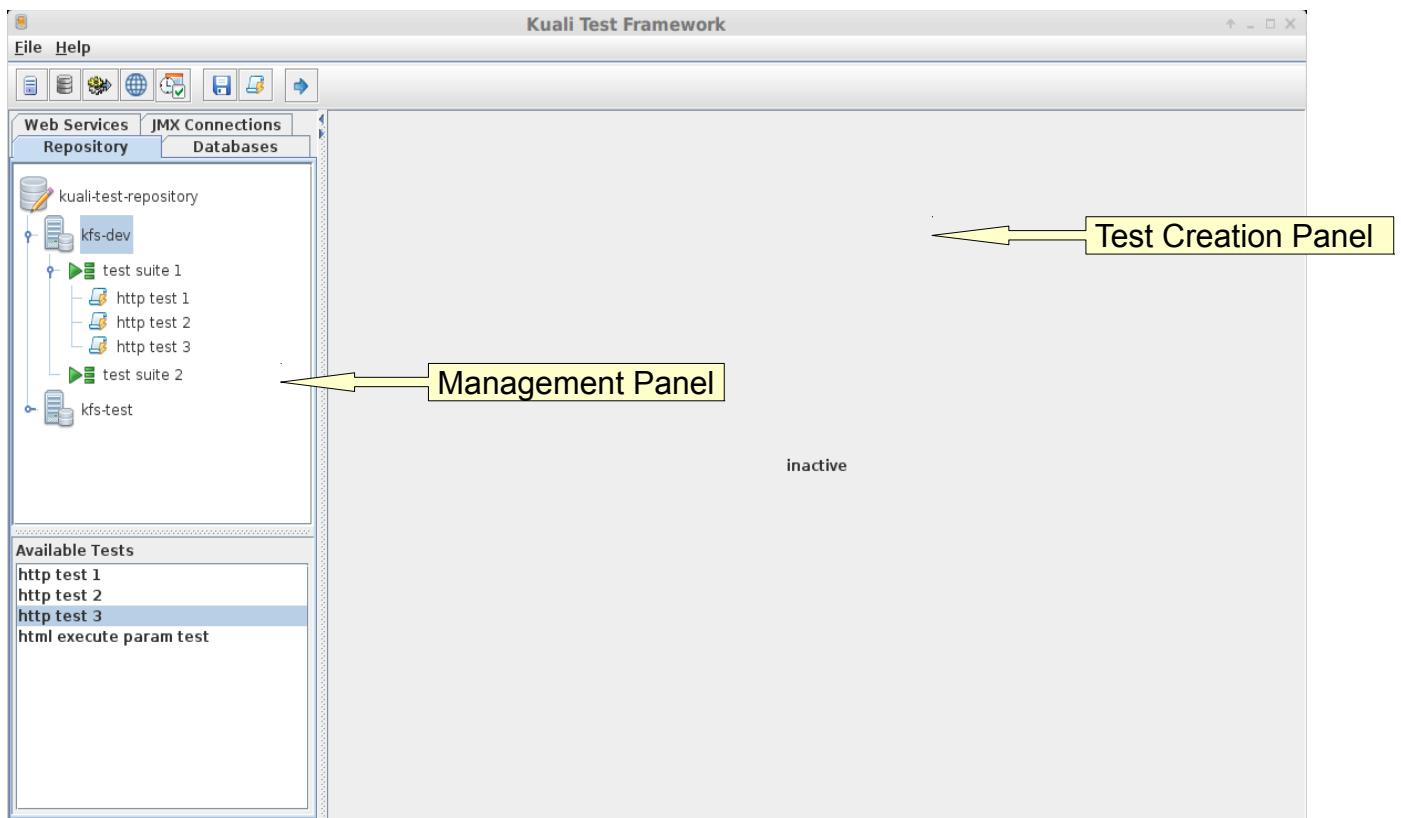 Kuali Test Framework
File Help
Web Services JMX Connections
Repository Databases
kuali-test-repository
kfs-dev
test suite 1
http test 1
http test 2
http test 3
test suite 2
kfs-test
Test Creation Panel
Management Panel
inactive
Available Tests
http test 1
http test 2
http test 3
html execute param test